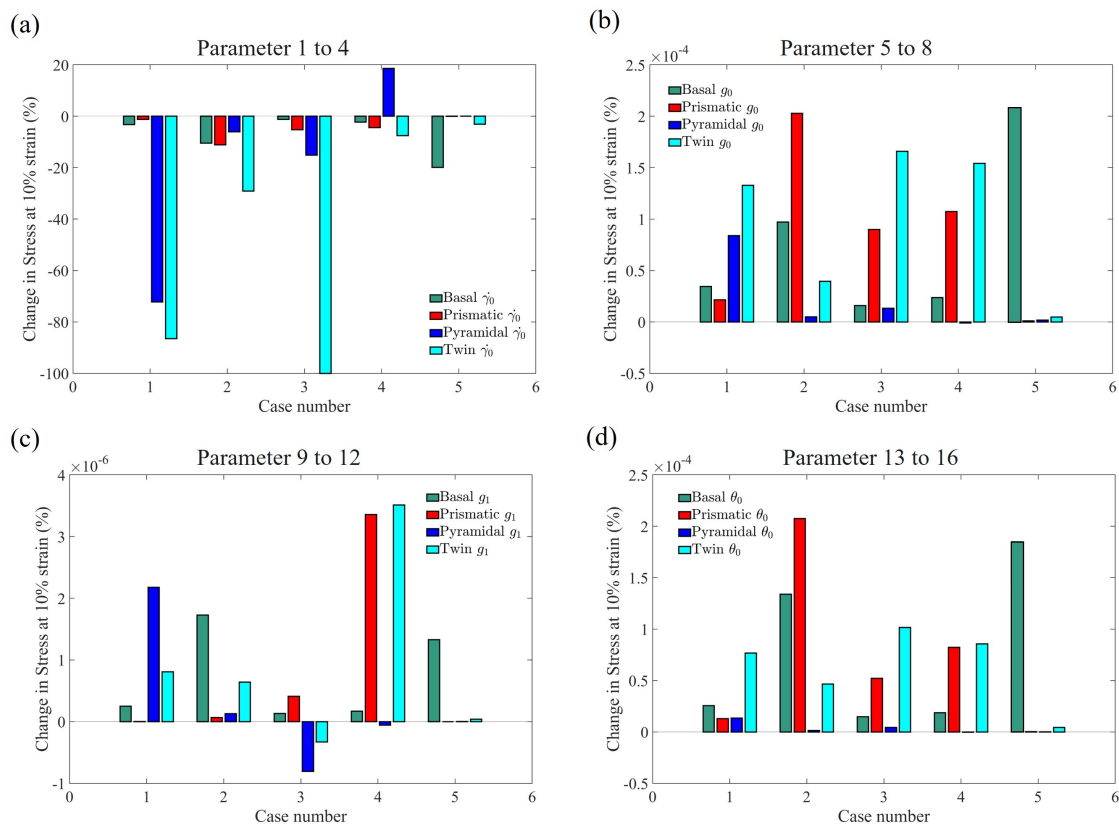 (a)
Parameter 1 to 4
Change in Stress at 10% strain (%)
20
0
-20
-40
-60
-80
-100
Basal γ̇₀
Prismatic γ̇₀
Pyramidal γ̇₀
Twin γ̇₀
0 1 2 3 4 5 6
Case number
(b)
Parameter 5 to 8
×10⁻⁴
Change in Stress at 10% strain (%)
2.5
2
1.5
1
0.5
0
-0.5
Basal g₀
Prismatic g₀
Pyramidal g₀
Twin g₀
0 1 2 3 4 5 6
Case number
(c)
Parameter 9 to 12
×10⁻⁶
Change in Stress at 10% strain (%)
4
3
2
1
0
-1
Basal g₁
Prismatic g₁
Pyramidal g₁
Twin g₁
0 1 2 3 4 5 6
Case number
(d)
Parameter 13 to 16
×10⁻⁴
Change in Stress at 10% strain (%)
2.5
2
1.5
1
0.5
0
-0.5
Basal θ₀
Prismatic θ₀
Pyramidal θ₀
Twin θ₀
0 1 2 3 4 5 6
Case number